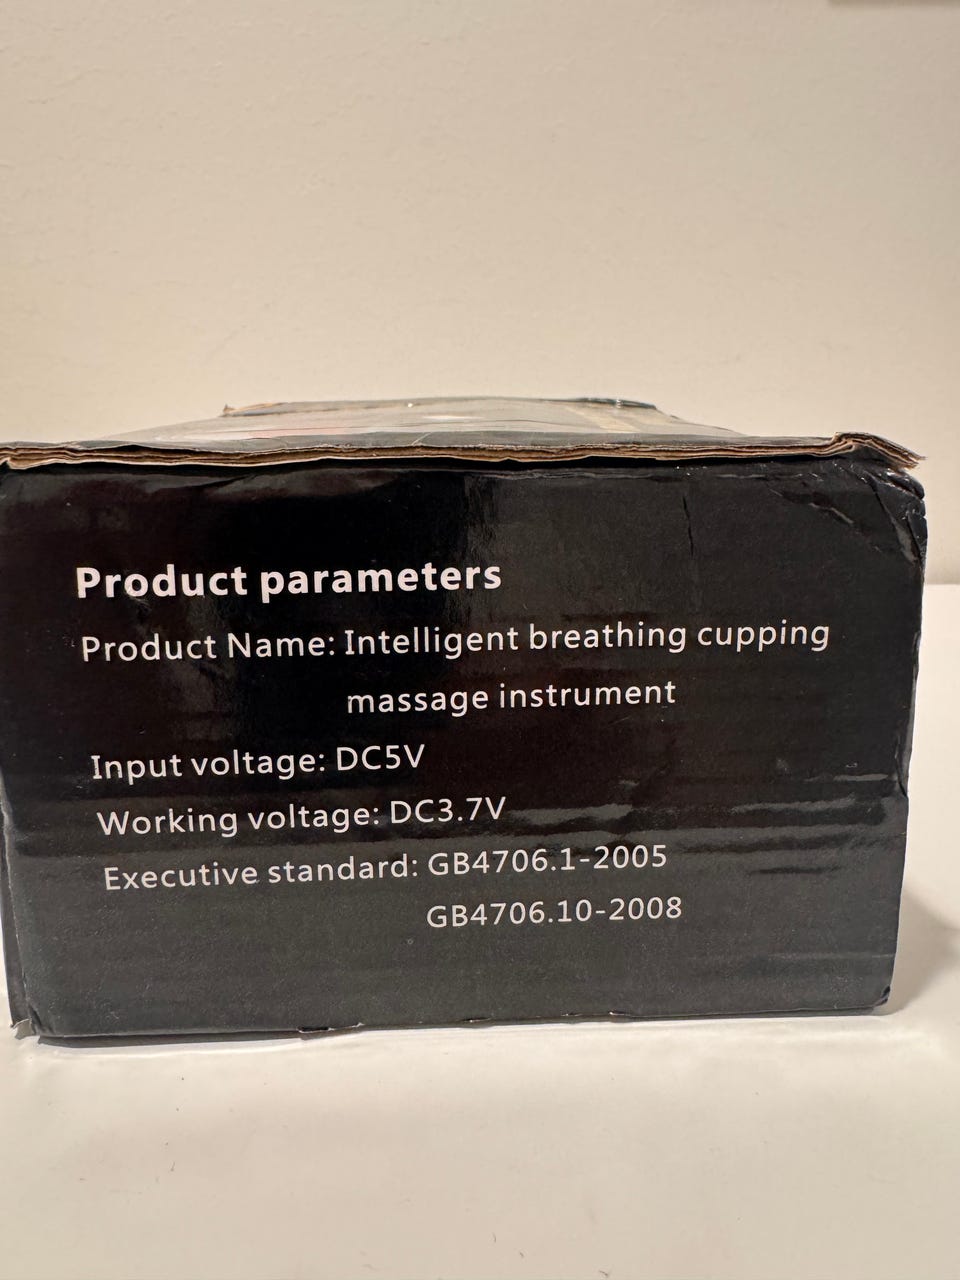 Product parameters
Product Name: Intelligent breathing cupping
massage instrument
Input voltage: DC5V
Working voltage: DC3.7V
Executive standard: GB4706.1-2005
GB4706.10-2008